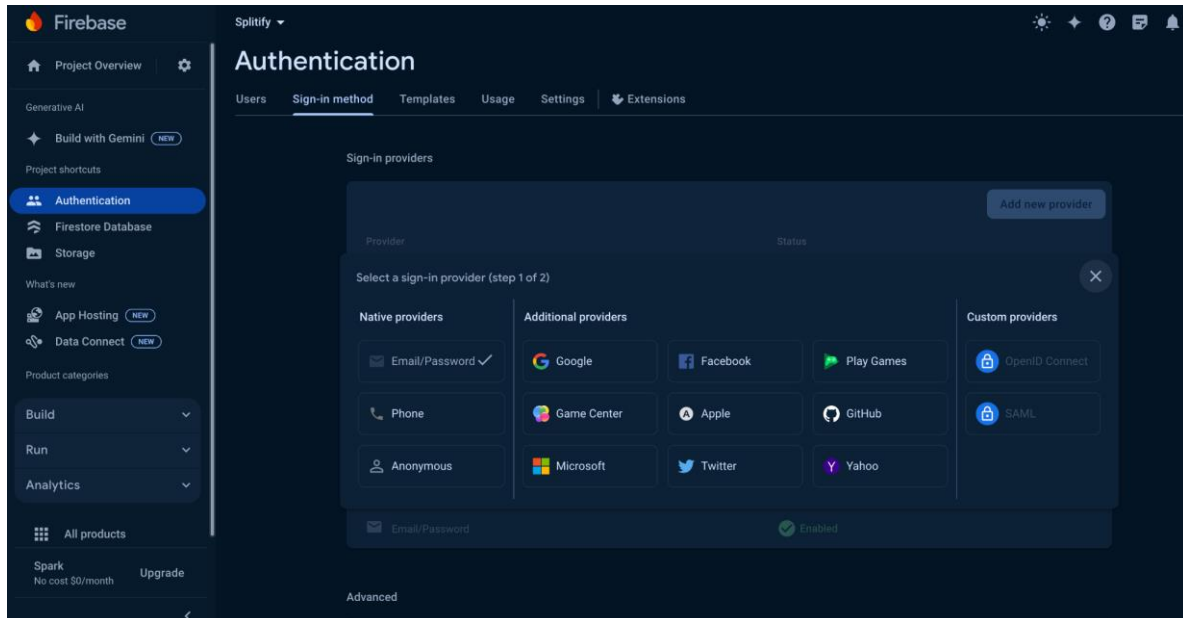 Firebase
Project Overview
Generative AI
Build with Gemini NEW
Project shortcuts
Authentication
Firestore Database
Storage
What's new
App Hosting NEW
Data Connect NEW
Product categories
Build
Run
Analytics
All products
Spark
No cost $0/month
Upgrade
Splitify
Authentication
Users Sign-in method Templates Usage Settings Extensions
Sign-in providers
Add new provider
Provider Status
Select a sign-in provider (step 1 of 2)
Native providers Additional providers Custom providers
Email/Password Google Facebook Play Games OpenID Connect
Phone Game Center Apple GitHub SAML
Anonymous Microsoft Twitter Yahoo
Email/Password Enabled
Advanced